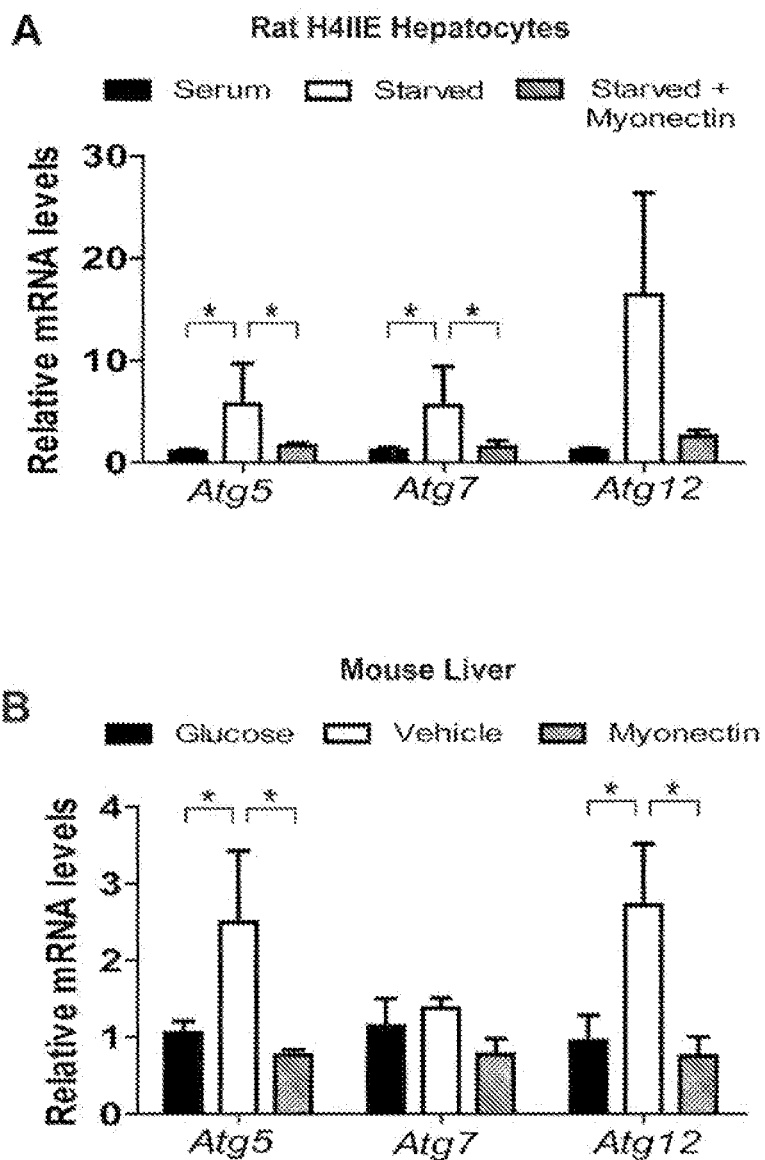 A
Rat H4IIE Hepatocytes
Serum Starved Starved +
Myonectin
Relative mRNA levels
30
20
10
0
* * * *
Atg5 Atg7 Atg12
Mouse Liver
B
Glucose Vehicle Myonectin
Relative mRNA levels
4
3
2
1
0
* * * *
Atg5 Atg7 Atg12